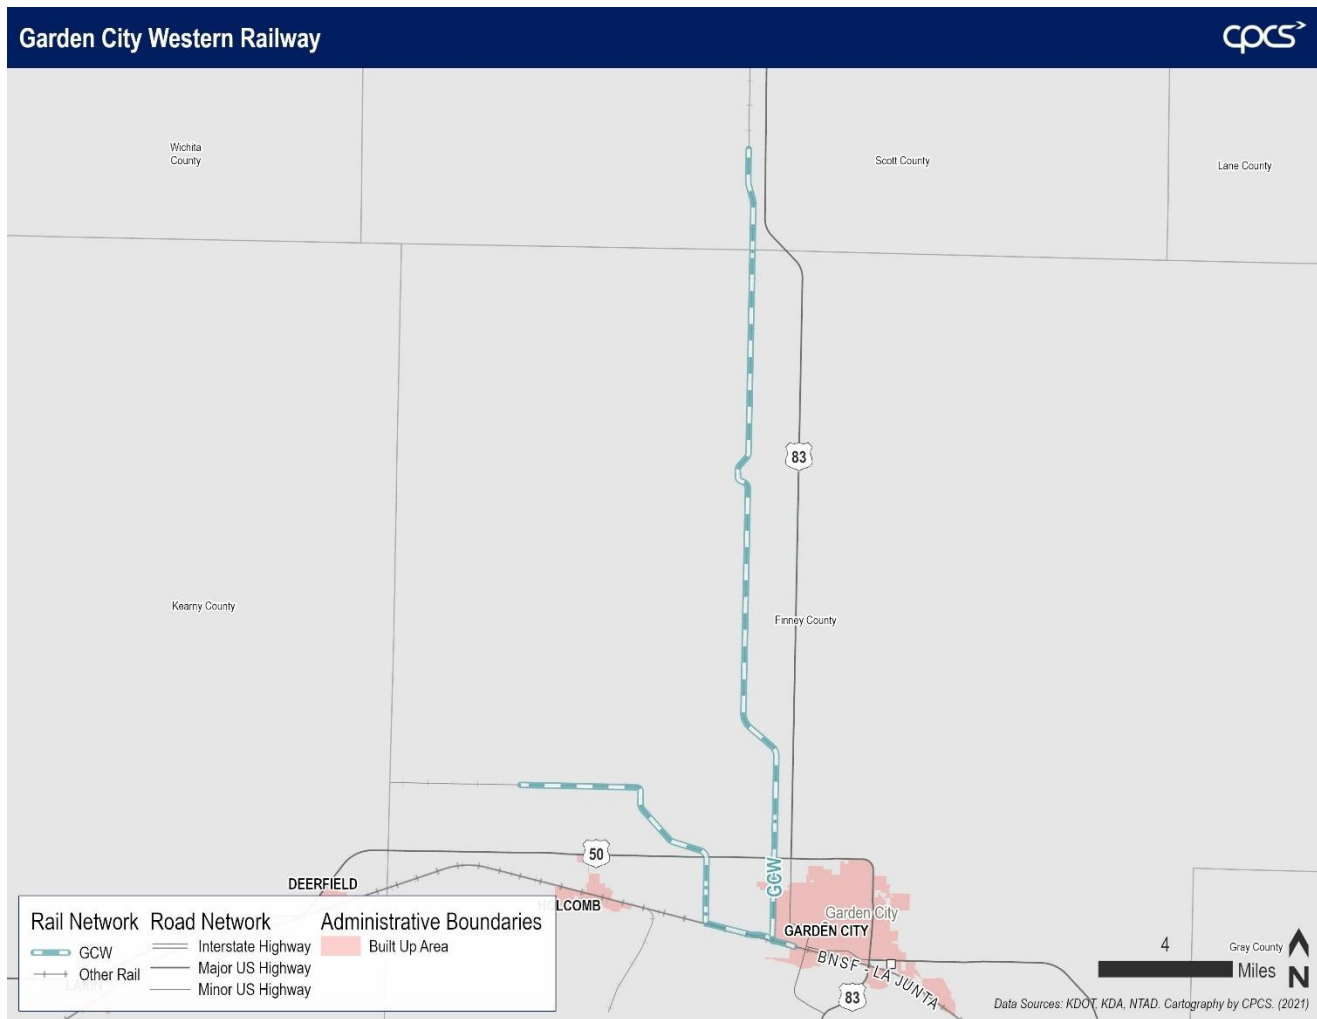 Garden City Western Railway
cpcs
Wichita
County
Scott County
Lane County
83
Kearny County
Finney County
50
DEERFIELD
HOLCOMB
GCW
Garden City
GARDEN CITY
BNSF - LA JUNTA
83
Rail Network
GCW
Other Rail
Road Network
Interstate Highway
Major US Highway
Minor US Highway
Administrative Boundaries
Built Up Area
4
Miles
Gray County
N
Data Sources: KDOT, KDA, NTAD. Cartography by CPCS. (2021)